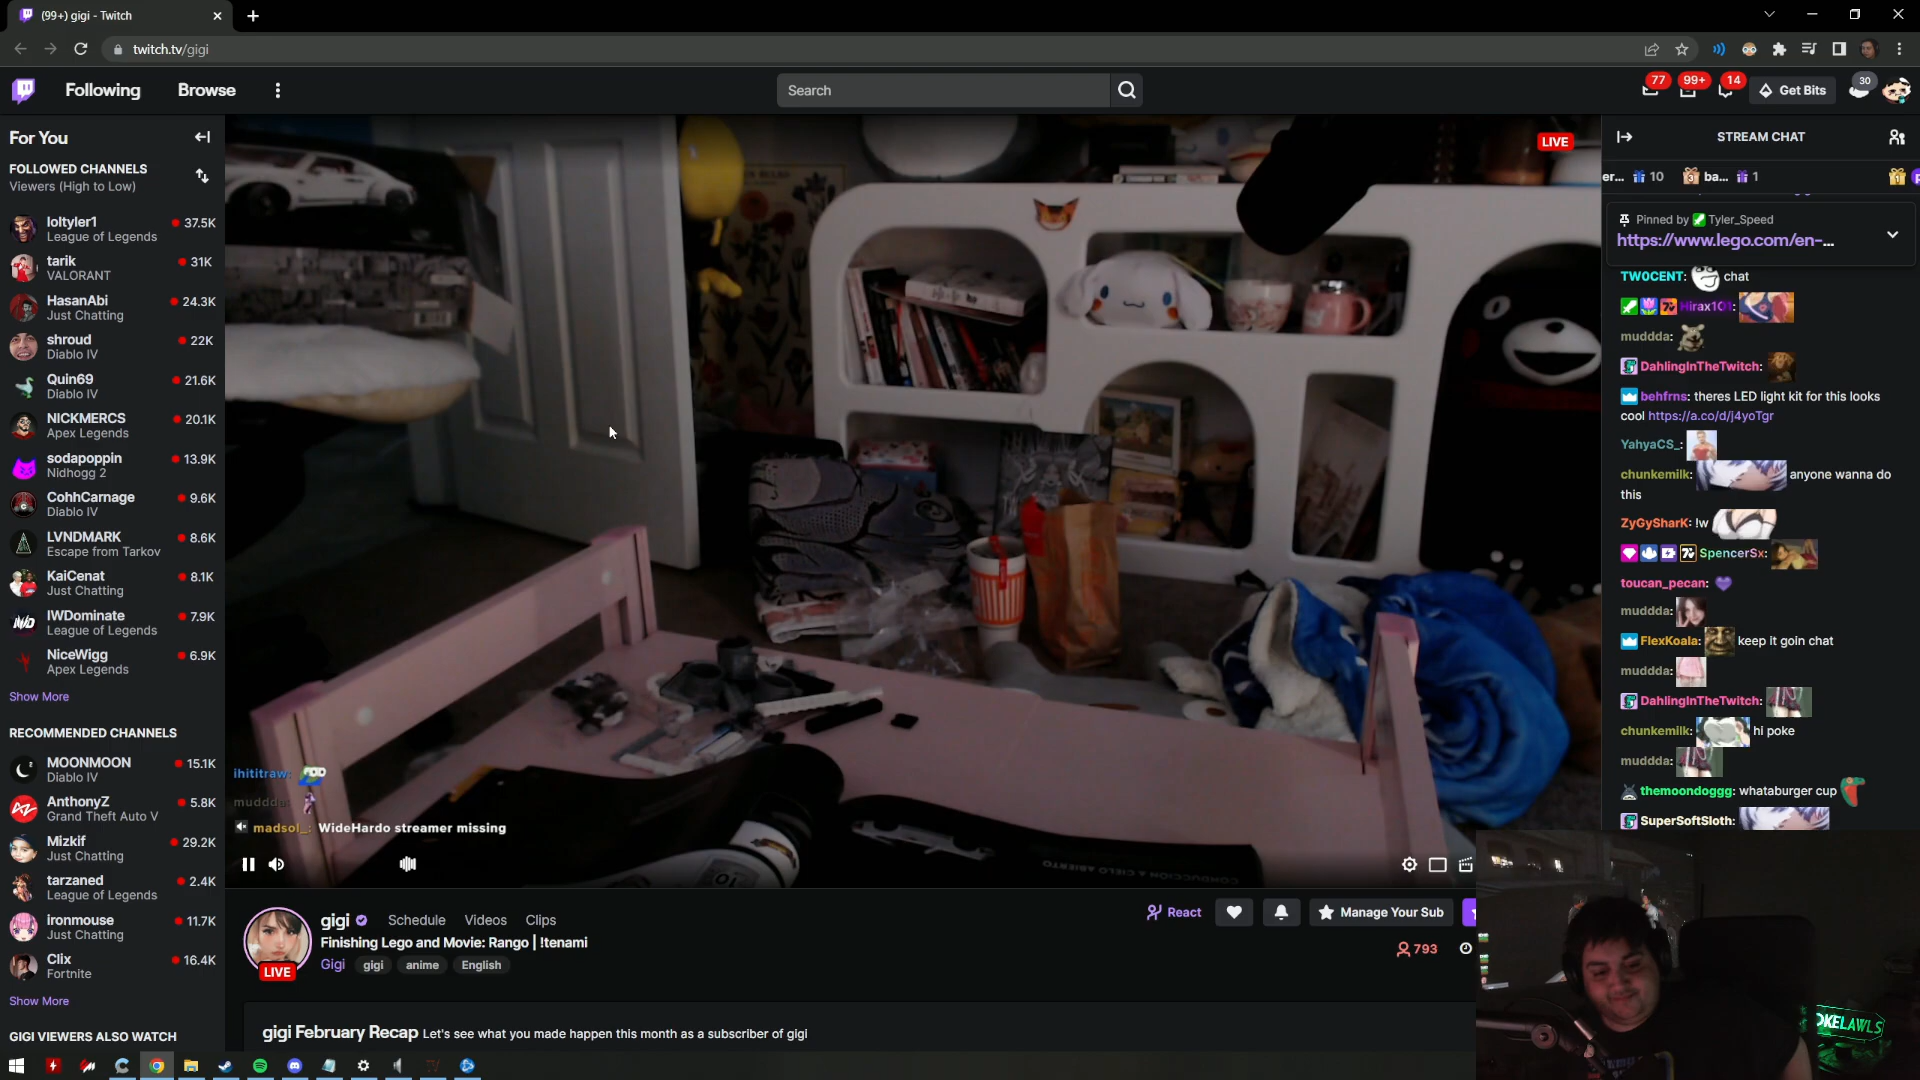 (99+) gigi - Twitch
twitch.tv/gigi
Following
Browse
Search
77
99+
14
Get Bits
30
For You
FOLLOWED CHANNELS
Viewers (High to Low)
loltyler1
37.5K
League of Legends
tarik
31K
VALORANT
HasanAbi
24.3K
Just Chatting
shroud
22K
Diablo IV
Quin69
21.6K
Diablo IV
NICKMERCS
20.1K
Apex Legends
sodapoppin
13.9K
Nidhogg 2
CohhCarnage
9.6K
Diablo IV
LVNDMARK
8.6K
Escape from Tarkov
KaiCenat
8.1K
Just Chatting
IWDominate
7.9K
League of Legends
NiceWigg
6.9K
Apex Legends
Show More
RECOMMENDED CHANNELS
MOONMOON
15.1K
Diablo IV
AnthonyZ
5.8K
Grand Theft Auto V
Mizkif
29.2K
Just Chatting
tarzaned
2.4K
League of Legends
ironmouse
11.7K
Just Chatting
Clix
16.4K
Fortnite
Show More
GIGI VIEWERS ALSO WATCH
LIVE
ihititraw:
muddda:
madsol_: WideHardo streamer missing
01
CONDUCCIÓN A CIELO ABIERTO
gigi
Schedule
Videos
Clips
React
Manage Your Sub
Finishing Lego and Movie: Rango | !tenami
793
Gigi
gigi
anime
English
LIVE
gigi February Recap Let's see what you made happen this month as a subscriber of gigi
STREAM CHAT
er... 10
ba... 1
Pinned by Tyler_Speed
https://www.lego.com/en-...
TW0CENT: chat
Hirax101:
muddda:
DahlingInTheTwitch:
behfrns: theres LED light kit for this looks
cool https://a.co/d/j4yoTgr
YahyaCS_:
chunkemilk: anyone wanna do
this
ZyGySharK: !w
SpencerSx:
toucan_pecan:
muddda:
FlexKoala: keep it goin chat
muddda:
DahlingInTheTwitch:
chunkemilk: hi poke
muddda:
themoondoggg: whataburger cup
SuperSoftSloth:
OKELAWLS